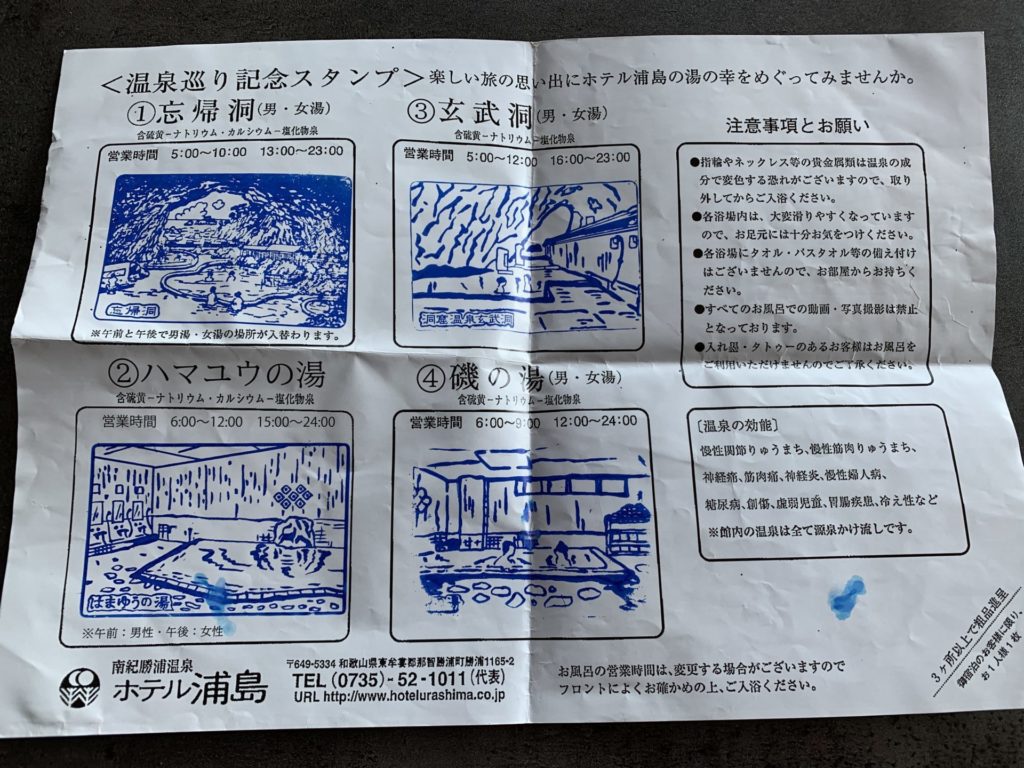 ＜温泉巡り記念スタンプ＞楽しい旅の思い出にホテル浦島の湯の幸をめぐってみませんか。
①忘帰洞(男・女湯)
含硫黄－ナトリウム・カルシウム－塩化物泉
営業時間 5:00〜10:00 13:00〜23:00
忘帰洞
※午前と午後で男湯・女湯の場所が入替わります。
②ハマユウの湯
含硫黄－ナトリウム・カルシウム－塩化物泉
営業時間 6:00〜12:00 15:00〜24:00
はまゆうの湯
※午前：男性・午後：女性
③玄武洞(男・女湯)
含硫黄－ナトリウム・カルシウム－塩化物泉
営業時間 5:00〜12:00 16:00〜23:00
洞窟温泉玄武洞
④磯の湯(男・女湯)
含硫黄－ナトリウム・カルシウム－塩化物泉
営業時間 6:00〜9:00 12:00〜24:00
注意事項とお願い
●指輪やネックレス等の貴金属類は温泉の成
分で変色する恐れがございますので、取り
外してからご入浴ください。
●各浴場内は、大変滑りやすくなっています
ので、お足元には十分お気をつけください。
●各浴場にタオル・バスタオル等の備え付け
はございませんので、お部屋からお持ちく
ださい。
●すべてのお風呂での動画・写真撮影は禁止
となっております。
●入れ墨・タトゥーのあるお客様はお風呂を
ご利用いただけませんのでご了承ください。
［温泉の効能］
慢性関節りゅうまち、慢性筋肉りゅうまち、
神経痛、筋肉痛、神経炎、慢性婦人病、
糖尿病、創傷、虚弱児童、胃腸疾患、冷え性など
※館内の温泉は全て源泉かけ流しです。
3ヶ所以上で粗品進呈
御宿泊のお客様に限り、
お1人様1枚
南紀勝浦温泉
ホテル浦島
〒649-5334 和歌山県東牟婁郡那智勝浦町勝浦1165-2
TEL (0735)-52-1011(代表)
URL http://www.hotelurashima.co.jp
お風呂の営業時間は、変更する場合がございますので
フロントによくお確かめの上、ご入浴ください。